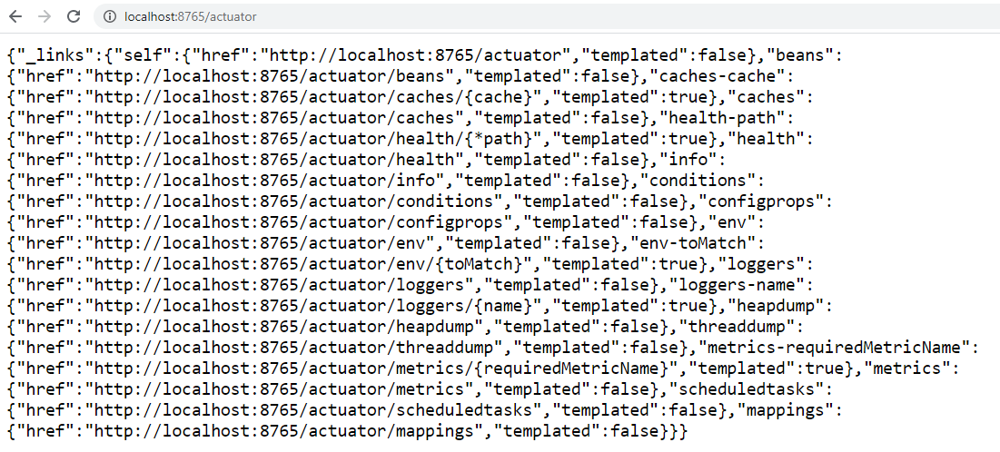 localhost:8765/actuator
{"_links":{"self":{"href":"http://localhost:8765/actuator","templated":false},"beans":
{"href":"http://localhost:8765/actuator/beans","templated":false},"caches-cache":
{"href":"http://localhost:8765/actuator/caches/{cache}","templated":true},"caches":
{"href":"http://localhost:8765/actuator/caches","templated":false},"health-path":
{"href":"http://localhost:8765/actuator/health/{*path}","templated":true},"health":
{"href":"http://localhost:8765/actuator/health","templated":false},"info":
{"href":"http://localhost:8765/actuator/info","templated":false},"conditions":
{"href":"http://localhost:8765/actuator/conditions","templated":false},"configprops":
{"href":"http://localhost:8765/actuator/configprops","templated":false},"env":
{"href":"http://localhost:8765/actuator/env","templated":false},"env-toMatch":
{"href":"http://localhost:8765/actuator/env/{toMatch}","templated":true},"loggers":
{"href":"http://localhost:8765/actuator/loggers","templated":false},"loggers-name":
{"href":"http://localhost:8765/actuator/loggers/{name}","templated":true},"heapdump":
{"href":"http://localhost:8765/actuator/heapdump","templated":false},"threaddump":
{"href":"http://localhost:8765/actuator/threaddump","templated":false},"metrics-requiredMetricName":
{"href":"http://localhost:8765/actuator/metrics/{requiredMetricName}","templated":true},"metrics":
{"href":"http://localhost:8765/actuator/metrics","templated":false},"scheduledtasks":
{"href":"http://localhost:8765/actuator/scheduledtasks","templated":false},"mappings":
{"href":"http://localhost:8765/actuator/mappings","templated":false}}}